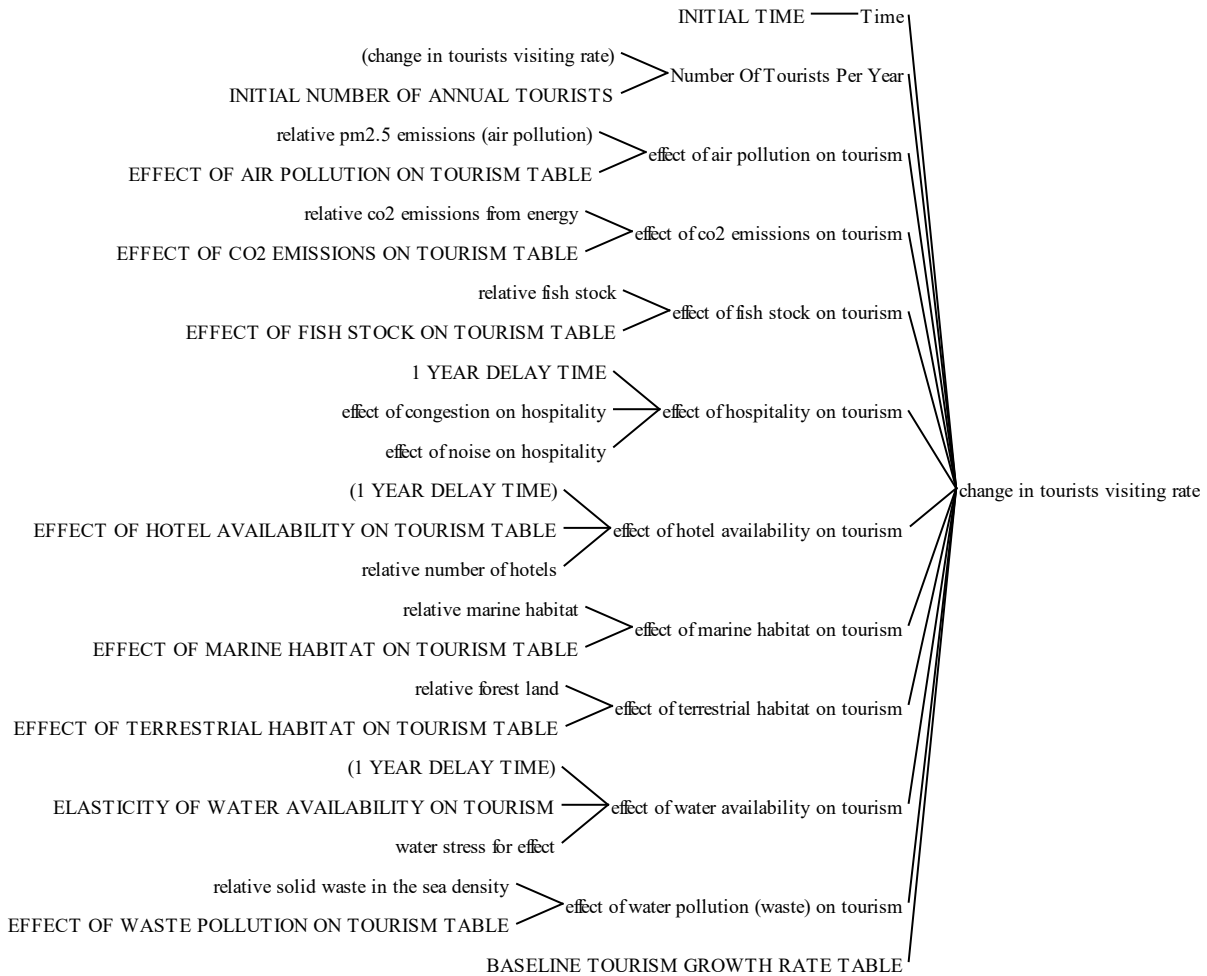 INITIAL TIME Time
(change in tourists visiting rate)
Number Of Tourists Per Year
INITIAL NUMBER OF ANNUAL TOURISTS
relative pm2.5 emissions (air pollution)
effect of air pollution on tourism
EFFECT OF AIR POLLUTION ON TOURISM TABLE
relative co2 emissions from energy
effect of co2 emissions on tourism
EFFECT OF CO2 EMISSIONS ON TOURISM TABLE
relative fish stock
effect of fish stock on tourism
EFFECT OF FISH STOCK ON TOURISM TABLE
1 YEAR DELAY TIME
effect of congestion on hospitality effect of hospitality on tourism
effect of noise on hospitality
(1 YEAR DELAY TIME)
change in tourists visiting rate
EFFECT OF HOTEL AVAILABILITY ON TOURISM TABLE effect of hotel availability on tourism
relative number of hotels
relative marine habitat
effect of marine habitat on tourism
EFFECT OF MARINE HABITAT ON TOURISM TABLE
relative forest land
effect of terrestrial habitat on tourism
EFFECT OF TERRESTRIAL HABITAT ON TOURISM TABLE
(1 YEAR DELAY TIME)
ELASTICITY OF WATER AVAILABILITY ON TOURISM effect of water availability on tourism
water stress for effect
relative solid waste in the sea density
effect of water pollution (waste) on tourism
EFFECT OF WASTE POLLUTION ON TOURISM TABLE
BASELINE TOURISM GROWTH RATE TABLE